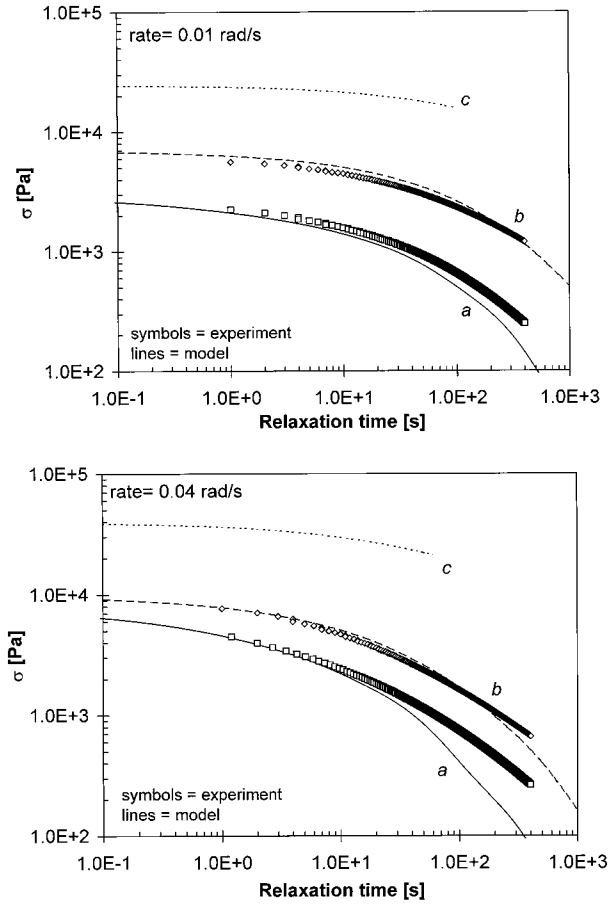 1.0E+5
rate = 0.01 rad/s
c
1.0E+4
σ [Pa]
b
1.0E+3
a
symbols = experiment
lines = model
1.0E+2
1.0E-1 1.0E+0 1.0E+1 1.0E+2 1.0E+3
Relaxation time [s]
1.0E+5
rate= 0.04 rad/s
c
1.0E+4
σ [Pa]
b
1.0E+3
a
symbols = experiment
lines = model
1.0E+2
1.0E-1 1.0E+0 1.0E+1 1.0E+2 1.0E+3
Relaxation time [s]